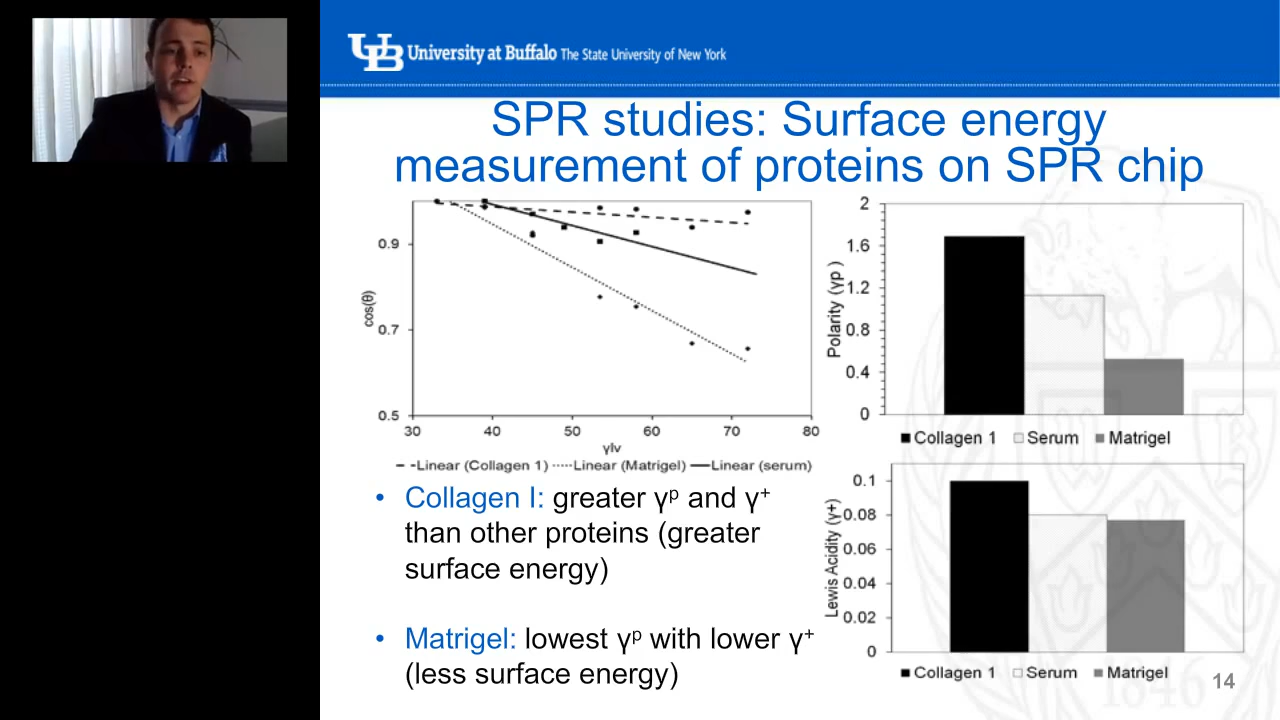 UB University at Buffalo The State University of New York
SPR studies: Surface energy
measurement of proteins on SPR chip
cos(θ)
0.9
0.7
0.5
30 40 50 60 70 80
γlv
Linear (Collagen 1) Linear (Matrigel) Linear (serum)
Polarity (γp )
2
1.6
1.2
0.8
0.4
0
Collagen 1 Serum Matrigel
• Collagen I: greater γᵖ and γ⁺
than other proteins (greater
surface energy)
• Matrigel: lowest γᵖ with lower γ⁺
(less surface energy)
Lewis Acidity (γ+)
0.1
0.08
0.06
0.04
0.02
0
Collagen 1 Serum Matrigel
1846
14